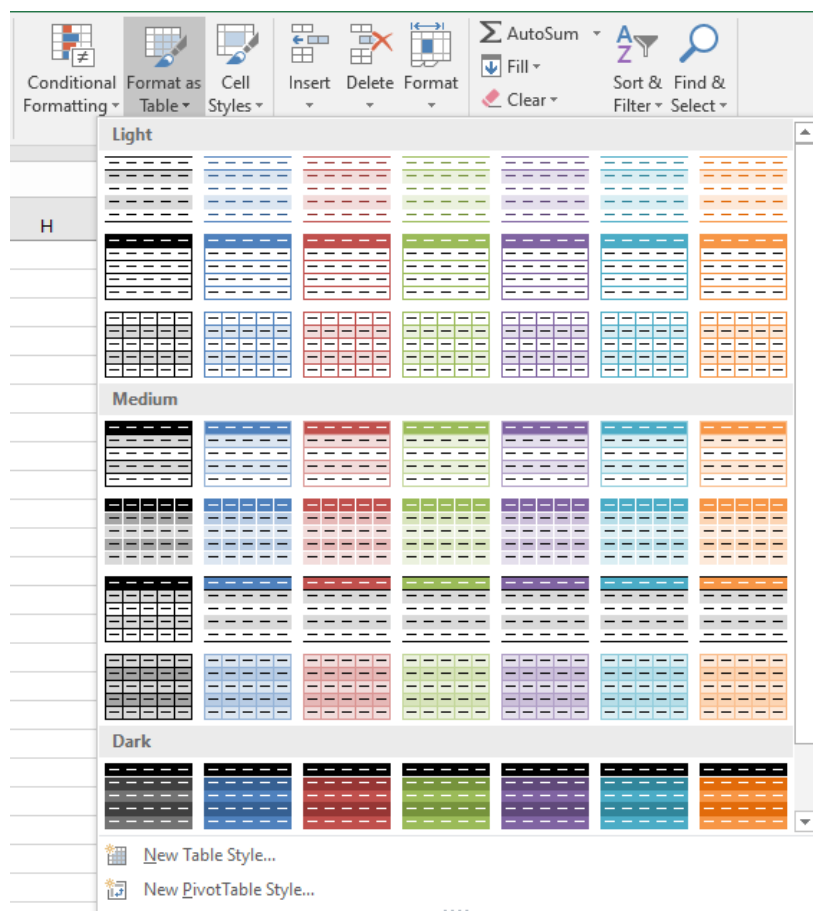 Conditional Formatting
Format as Table
Cell Styles
Insert
Delete
Format
Σ AutoSum
Fill
Clear
Sort & Filter
Find & Select
A
Z
H
Light
Medium
Dark
New Table Style...
New PivotTable Style...